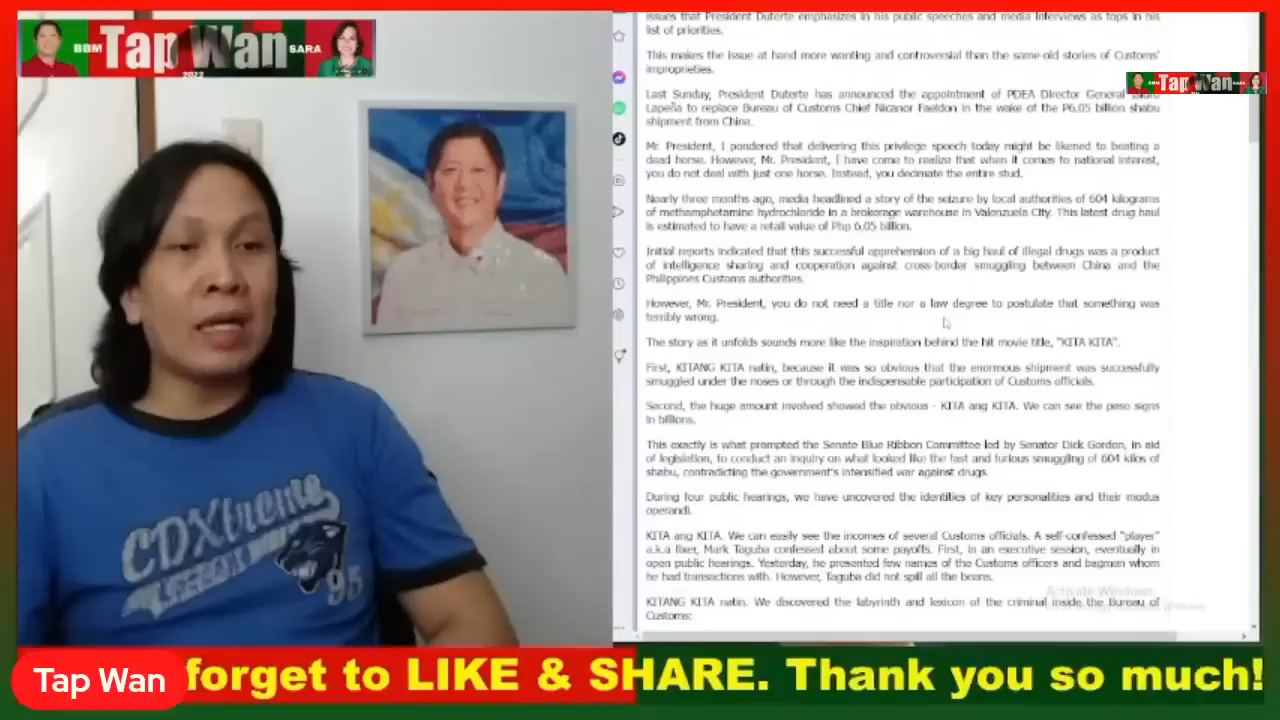 BBM Tap Wan SARA
2022
issues that President Duterte emphasizes in his public speeches and media interviews as tops in his
list of priorities.
This makes the issue at hand more wanting and controversial than the same-old stories of Customs'
improprieties.
BBM Tap Wan SARA
Last Sunday, President Duterte has announced the appointment of PDEA Director General Isidro
Lapeña to replace Bureau of Customs Chief Nicanor Faeldon in the wake of the P6.05 billion shabu
shipment from China.
Mr. President, I pondered that delivering this privilege speech today might be likened to beating a
dead horse. However, Mr. President, I have come to realize that when it comes to national interest,
you do not deal with just one horse. Instead, you decimate the entire stud.
Nearly three months ago, media headlined a story of the seizure by local authorities of 604 kilograms
of methamphetamine hydrochloride in a brokerage warehouse in Valenzuela City. This latest drug haul
is estimated to have a retail value of Php 6.05 billion.
Initial reports indicated that this successful apprehension of a big haul of illegal drugs was a product
of intelligence sharing and cooperation against cross-border smuggling between China and the
Philippines Customs authorities.
However, Mr. President, you do not need a title nor a law degree to postulate that something was
terribly wrong.
The story as it unfolds sounds more like the inspiration behind the hit movie title, "KITA KITA".
First, KITANG KITA natin, because it was so obvious that the enormous shipment was successfully
smuggled under the noses or through the indispensable participation of Customs officials.
Second, the huge amount involved showed the obvious - KITA ang KITA. We can see the peso signs
in billions.
This exactly is what prompted the Senate Blue Ribbon Committee led by Senator Dick Gordon, in aid
of legislation, to conduct an inquiry on what looked like the fast and furious smuggling of 604 kilos of
shabu, contradicting the government's intensified war against drugs.
During four public hearings, we have uncovered the identities of key personalities and their modus
operandi.
KITA ang KITA. We can easily see the incomes of several Customs officials. A self-confessed "player"
a.k.a fixer, Mark Taguba confessed about some payoffs. First, in an executive session, eventually in
open public hearings. Yesterday, he presented few names of the Customs officers and bagmen whom
he had transactions with. However, Taguba did not spill all the beans.
Activate Windows
KITANG KITA natin. We discovered the labyrinth and lexicon of the criminal inside the Bureau of
Customs:
CDXtreme
95
Tap Wan
forget to LIKE & SHARE. Thank you so much!